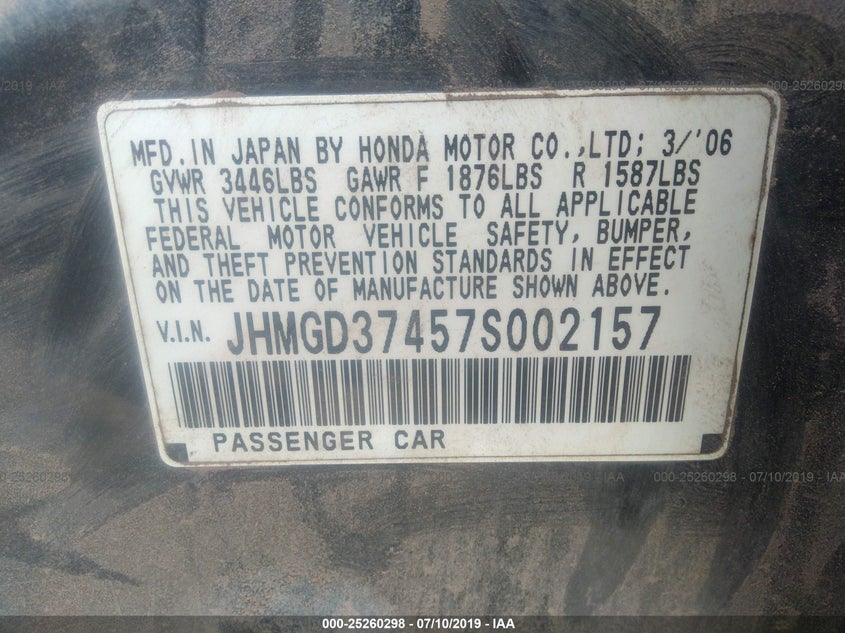 MFD.IN JAPAN BY HONDA MOTOR CO.,LTD; 3/'06
GVWR 3446LBS GAWR F 1876LBS R 1587LBS
THIS VEHICLE CONFORMS TO ALL APPLICABLE
FEDERAL MOTOR VEHICLE SAFETY, BUMPER,
AND THEFT PREVENTION STANDARDS IN EFFECT
ON THE DATE OF MANUFACTURE SHOWN ABOVE.
V.I.N. JHMGD37457S002157
PASSENGER CAR
000-25260298 - 07/10/2019 - IAA